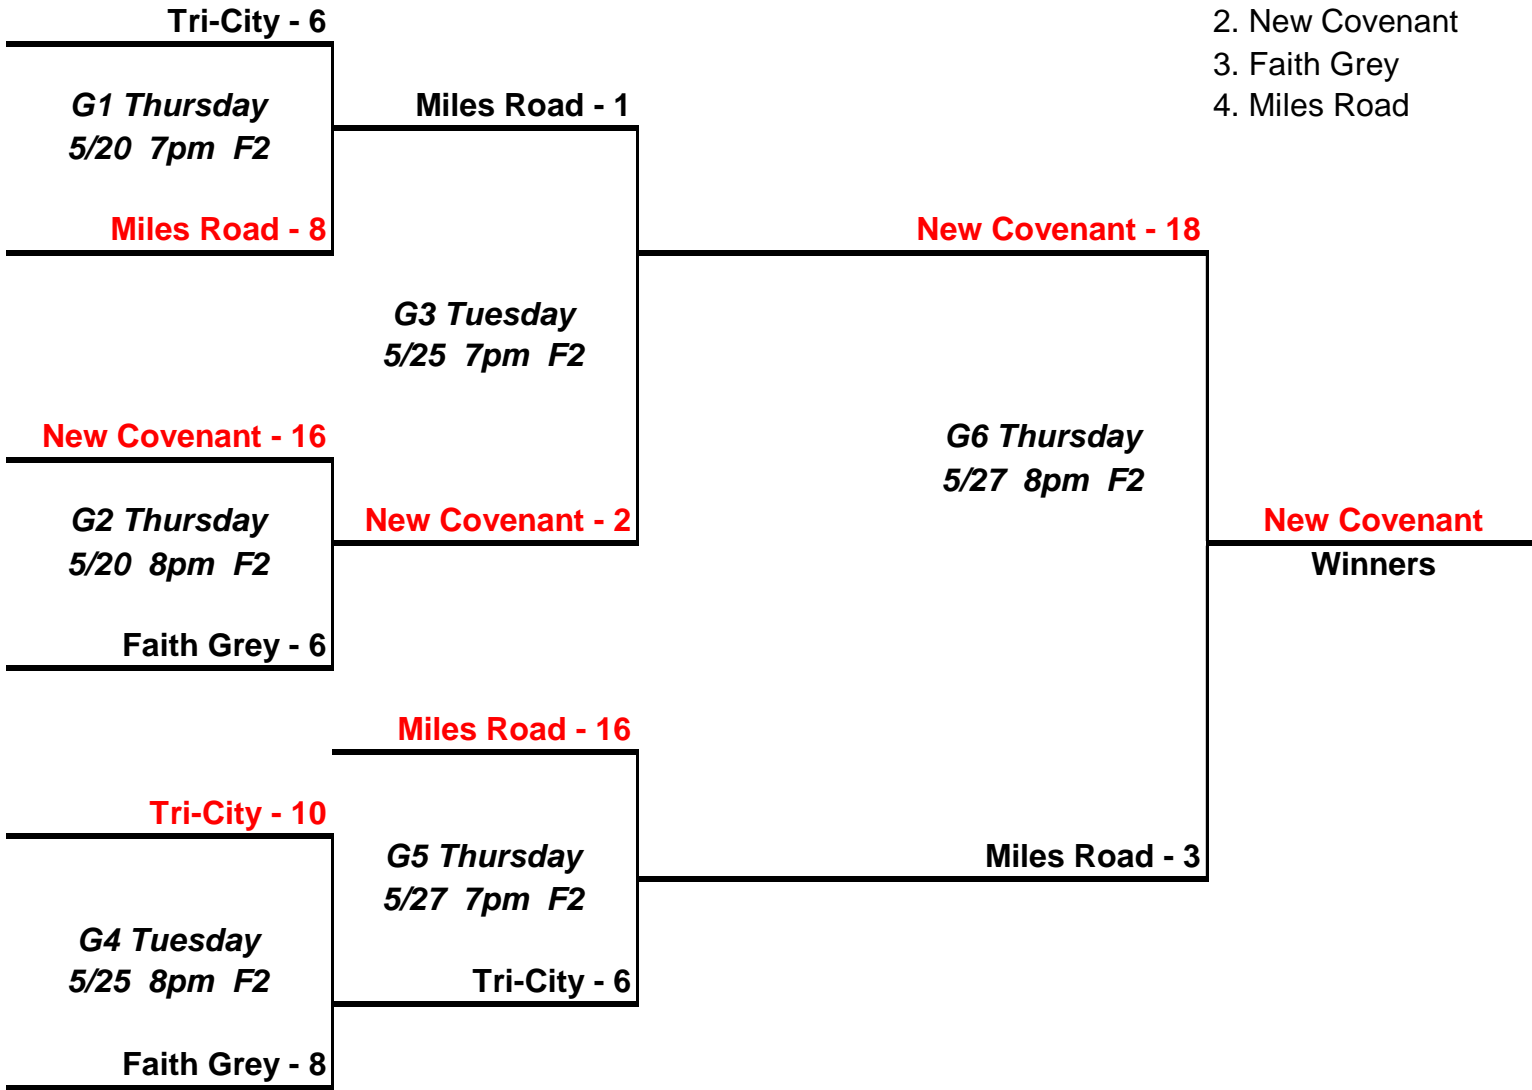 Tri-City - 6
2. New Covenant
3. Faith Grey
G1 Thursday
Miles Road - 1
4. Miles Road
5/20 7pm F2
Miles Road - 8
New Covenant - 18
G3 Tuesday
5/25 7pm F2
New Covenant - 16
G6 Thursday
5/27 8pm F2
G2 Thursday
New Covenant - 2
New Covenant
5/20 8pm F2
Winners
Faith Grey - 6
Miles Road - 16
Tri-City - 10
G5 Thursday
Miles Road - 3
5/27 7pm F2
G4 Tuesday
5/25 8pm F2
Tri-City - 6
Faith Grey - 8